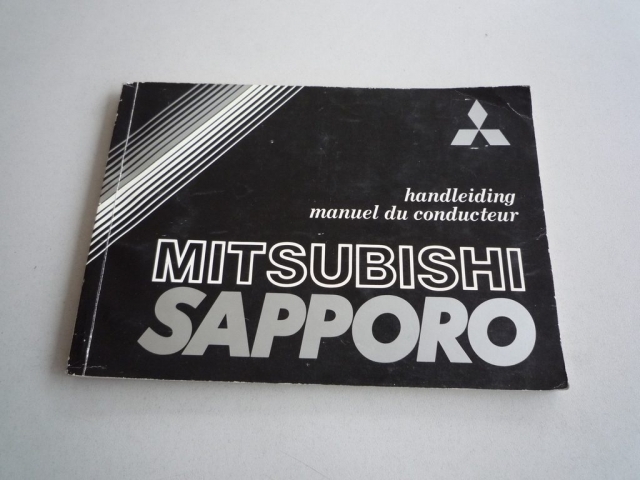 handleiding
manuel du conducteur
MITSUBISHI
SAPPORO